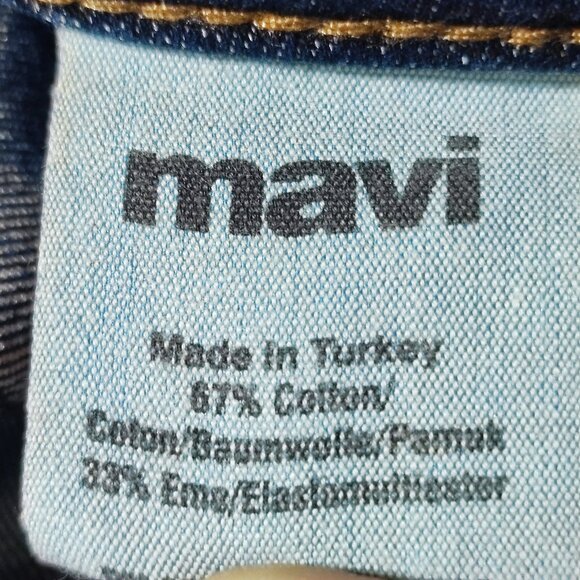 mavi
Made in Turkey
67% Cotton/
Coton/Baumwolle/Pamuk
33% Eme/Elastomultiester